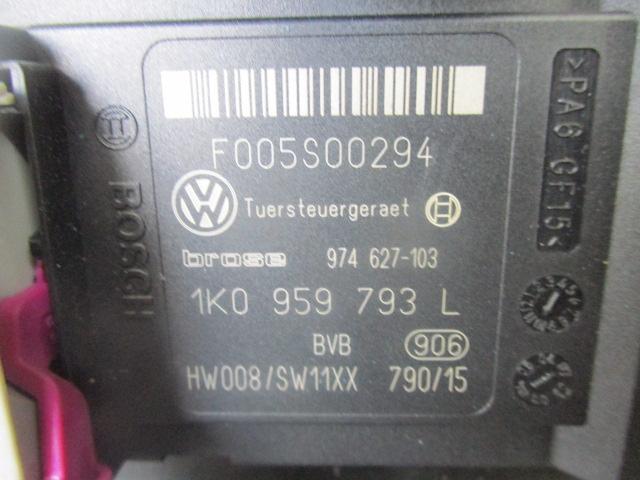 F005S00294
Tuersteuergeraet
brose 974 627-103
1K0 959 793 L
BVB 906
HW008/SW11XX 790/15
BOSCH
>PA6 GF15<